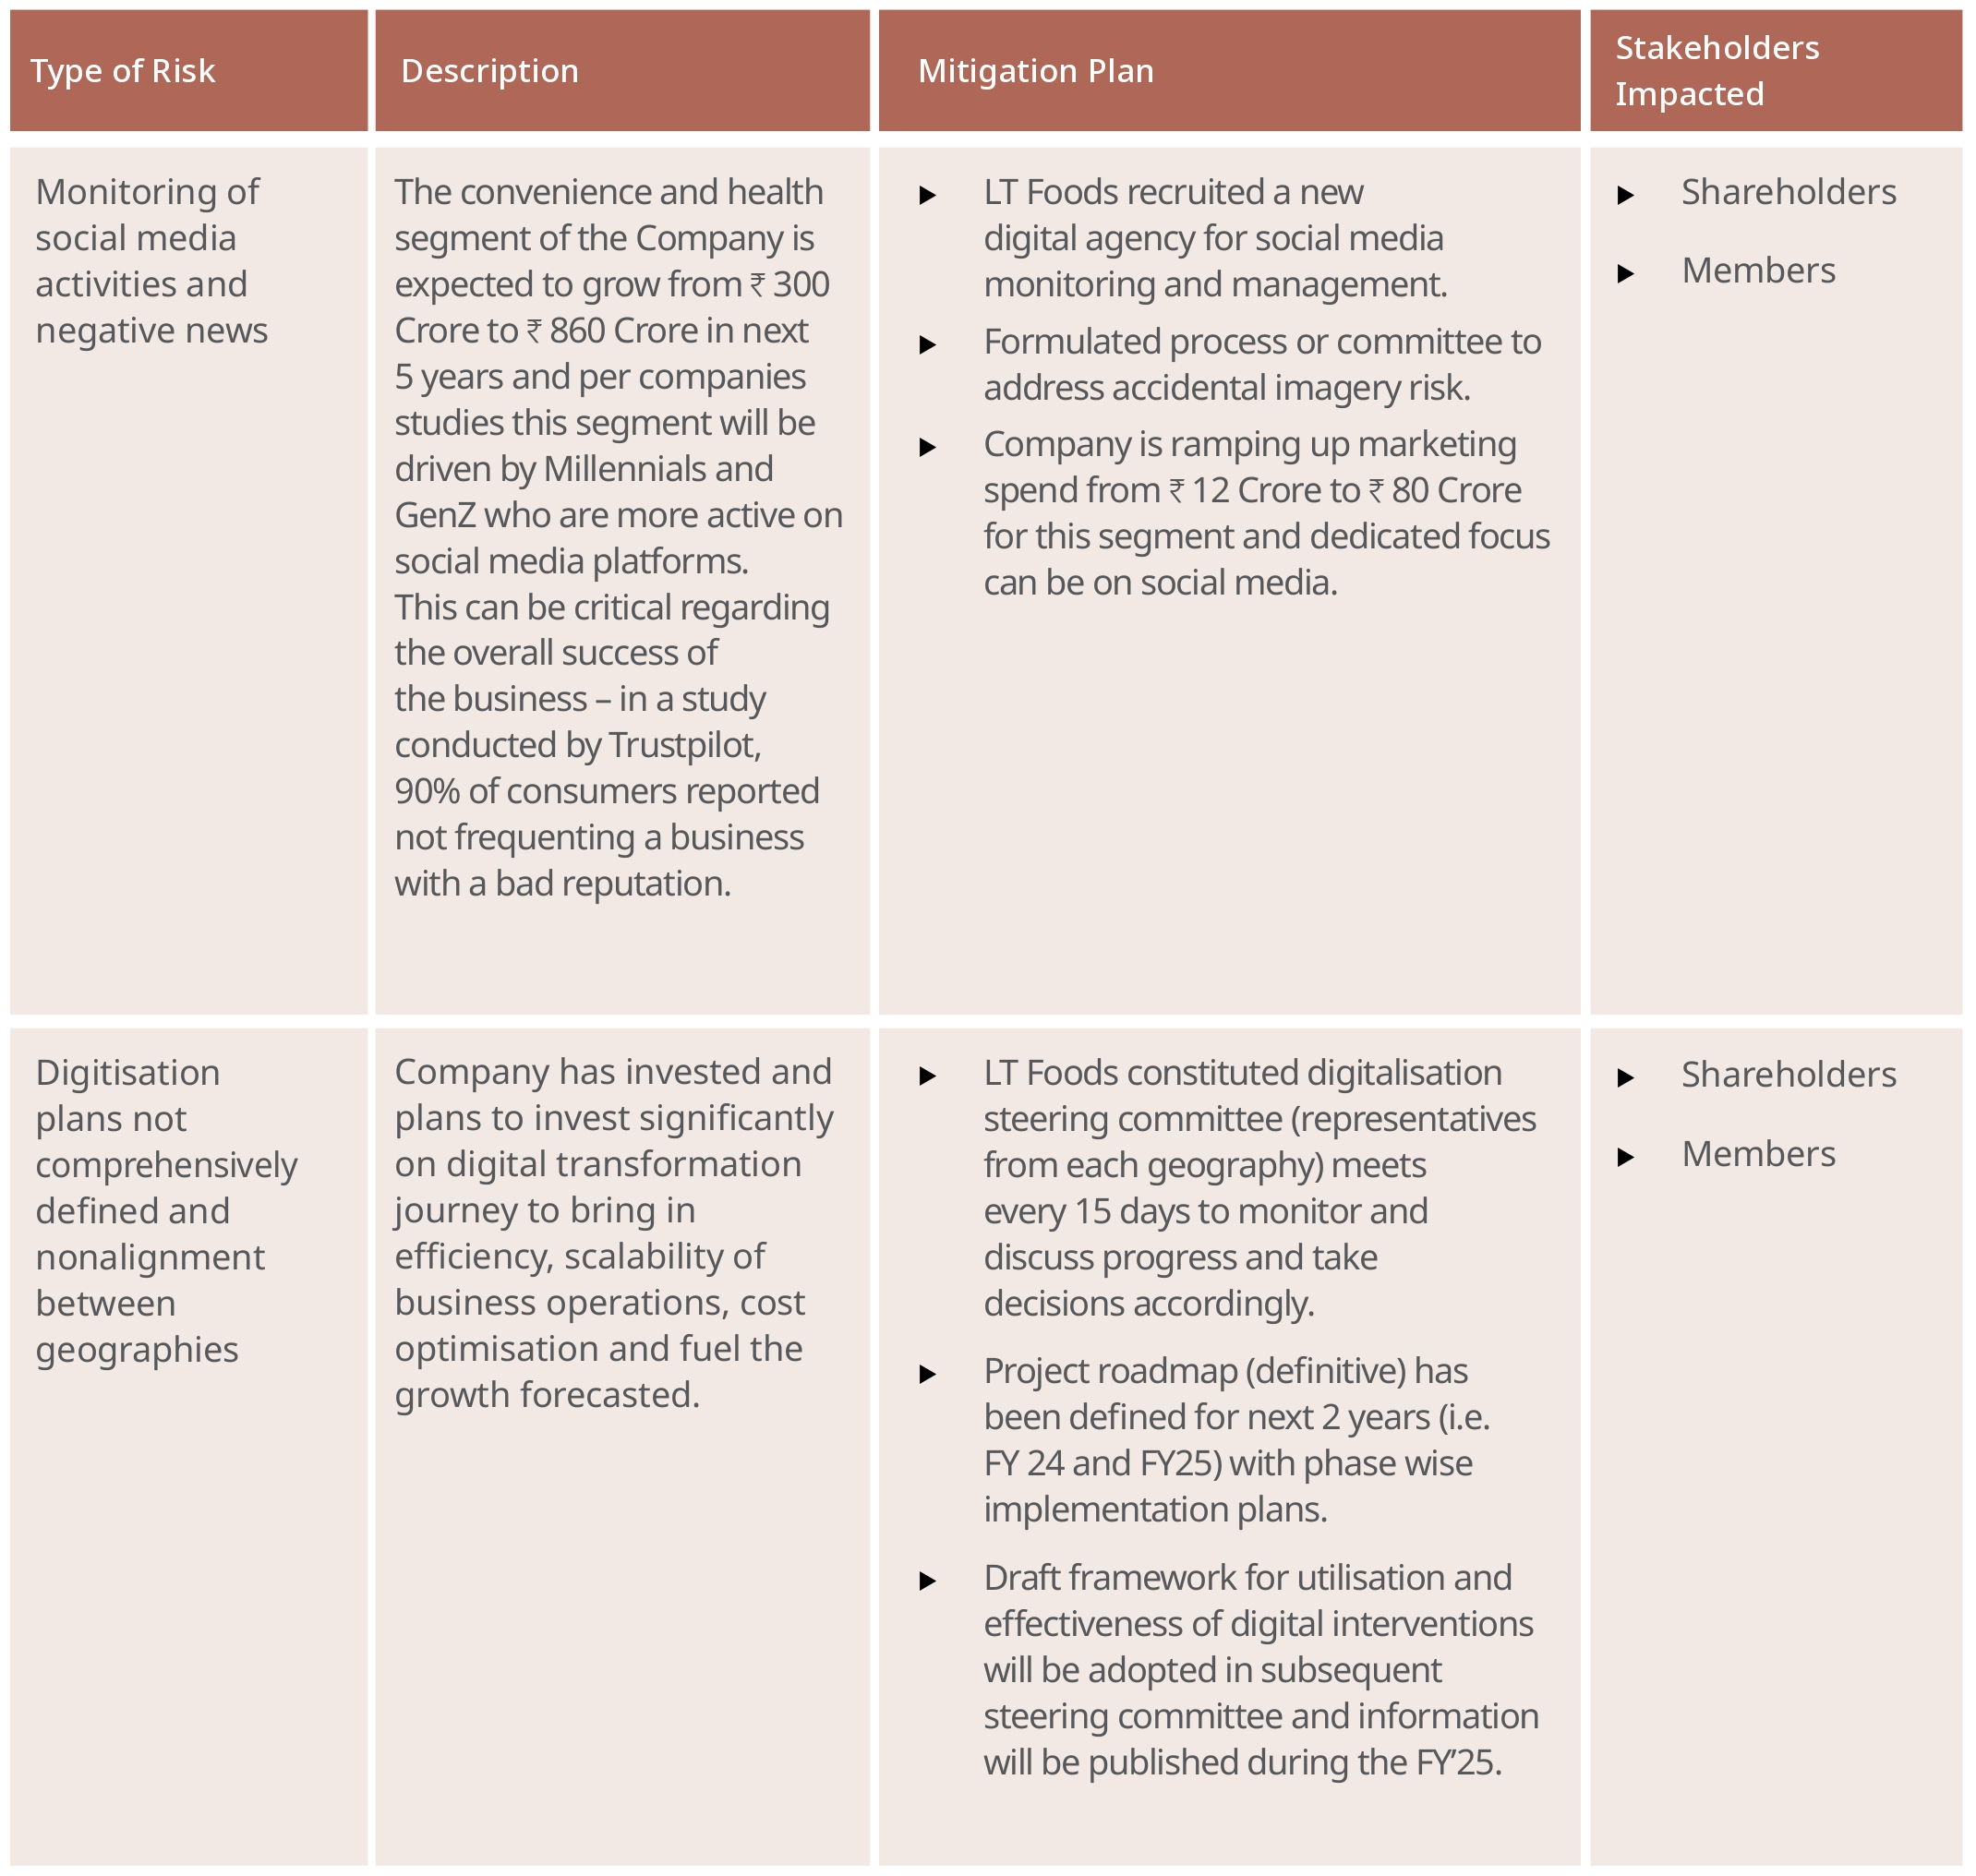 Type of Risk
Description
Mitigation Plan
Stakeholders
Impacted
Monitoring of
social media
activities and
negative news
The convenience and health
segment of the Company is
expected to grow from ₹ 300
Crore to ₹ 860 Crore in next
5 years and per companies
studies this segment will be
driven by Millennials and
GenZ who are more active on
social media platforms.
This can be critical regarding
the overall success of
the business – in a study
conducted by Trustpilot,
90% of consumers reported
not frequenting a business
with a bad reputation.
► LT Foods recruited a new
digital agency for social media
monitoring and management.
► Formulated process or committee to
address accidental imagery risk.
► Company is ramping up marketing
spend from ₹ 12 Crore to ₹ 80 Crore
for this segment and dedicated focus
can be on social media.
► Shareholders
► Members
Digitisation
plans not
comprehensively
defined and
nonalignment
between
geographies
Company has invested and
plans to invest significantly
on digital transformation
journey to bring in
efficiency, scalability of
business operations, cost
optimisation and fuel the
growth forecasted.
► LT Foods constituted digitalisation
steering committee (representatives
from each geography) meets
every 15 days to monitor and
discuss progress and take
decisions accordingly.
► Project roadmap (definitive) has
been defined for next 2 years (i.e.
FY 24 and FY25) with phase wise
implementation plans.
► Draft framework for utilisation and
effectiveness of digital interventions
will be adopted in subsequent
steering committee and information
will be published during the FY’25.
► Shareholders
► Members